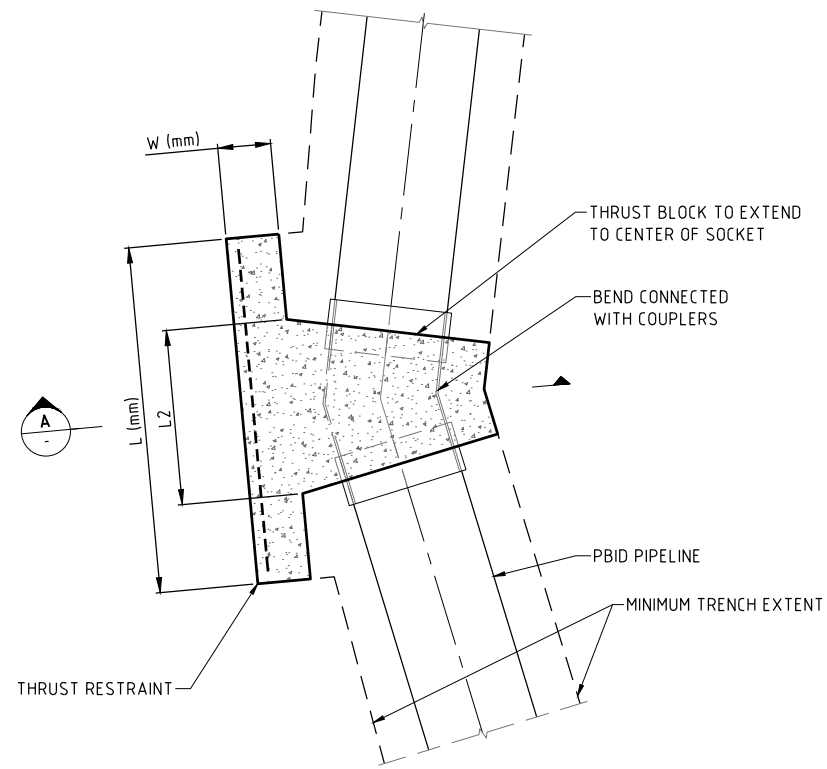 W (mm)
THRUST BLOCK TO EXTEND
TO CENTER OF SOCKET
BEND CONNECTED
WITH COUPLERS
L (mm)
L2
A
-
PBID PIPELINE
MINIMUM TRENCH EXTENT
THRUST RESTRAINT